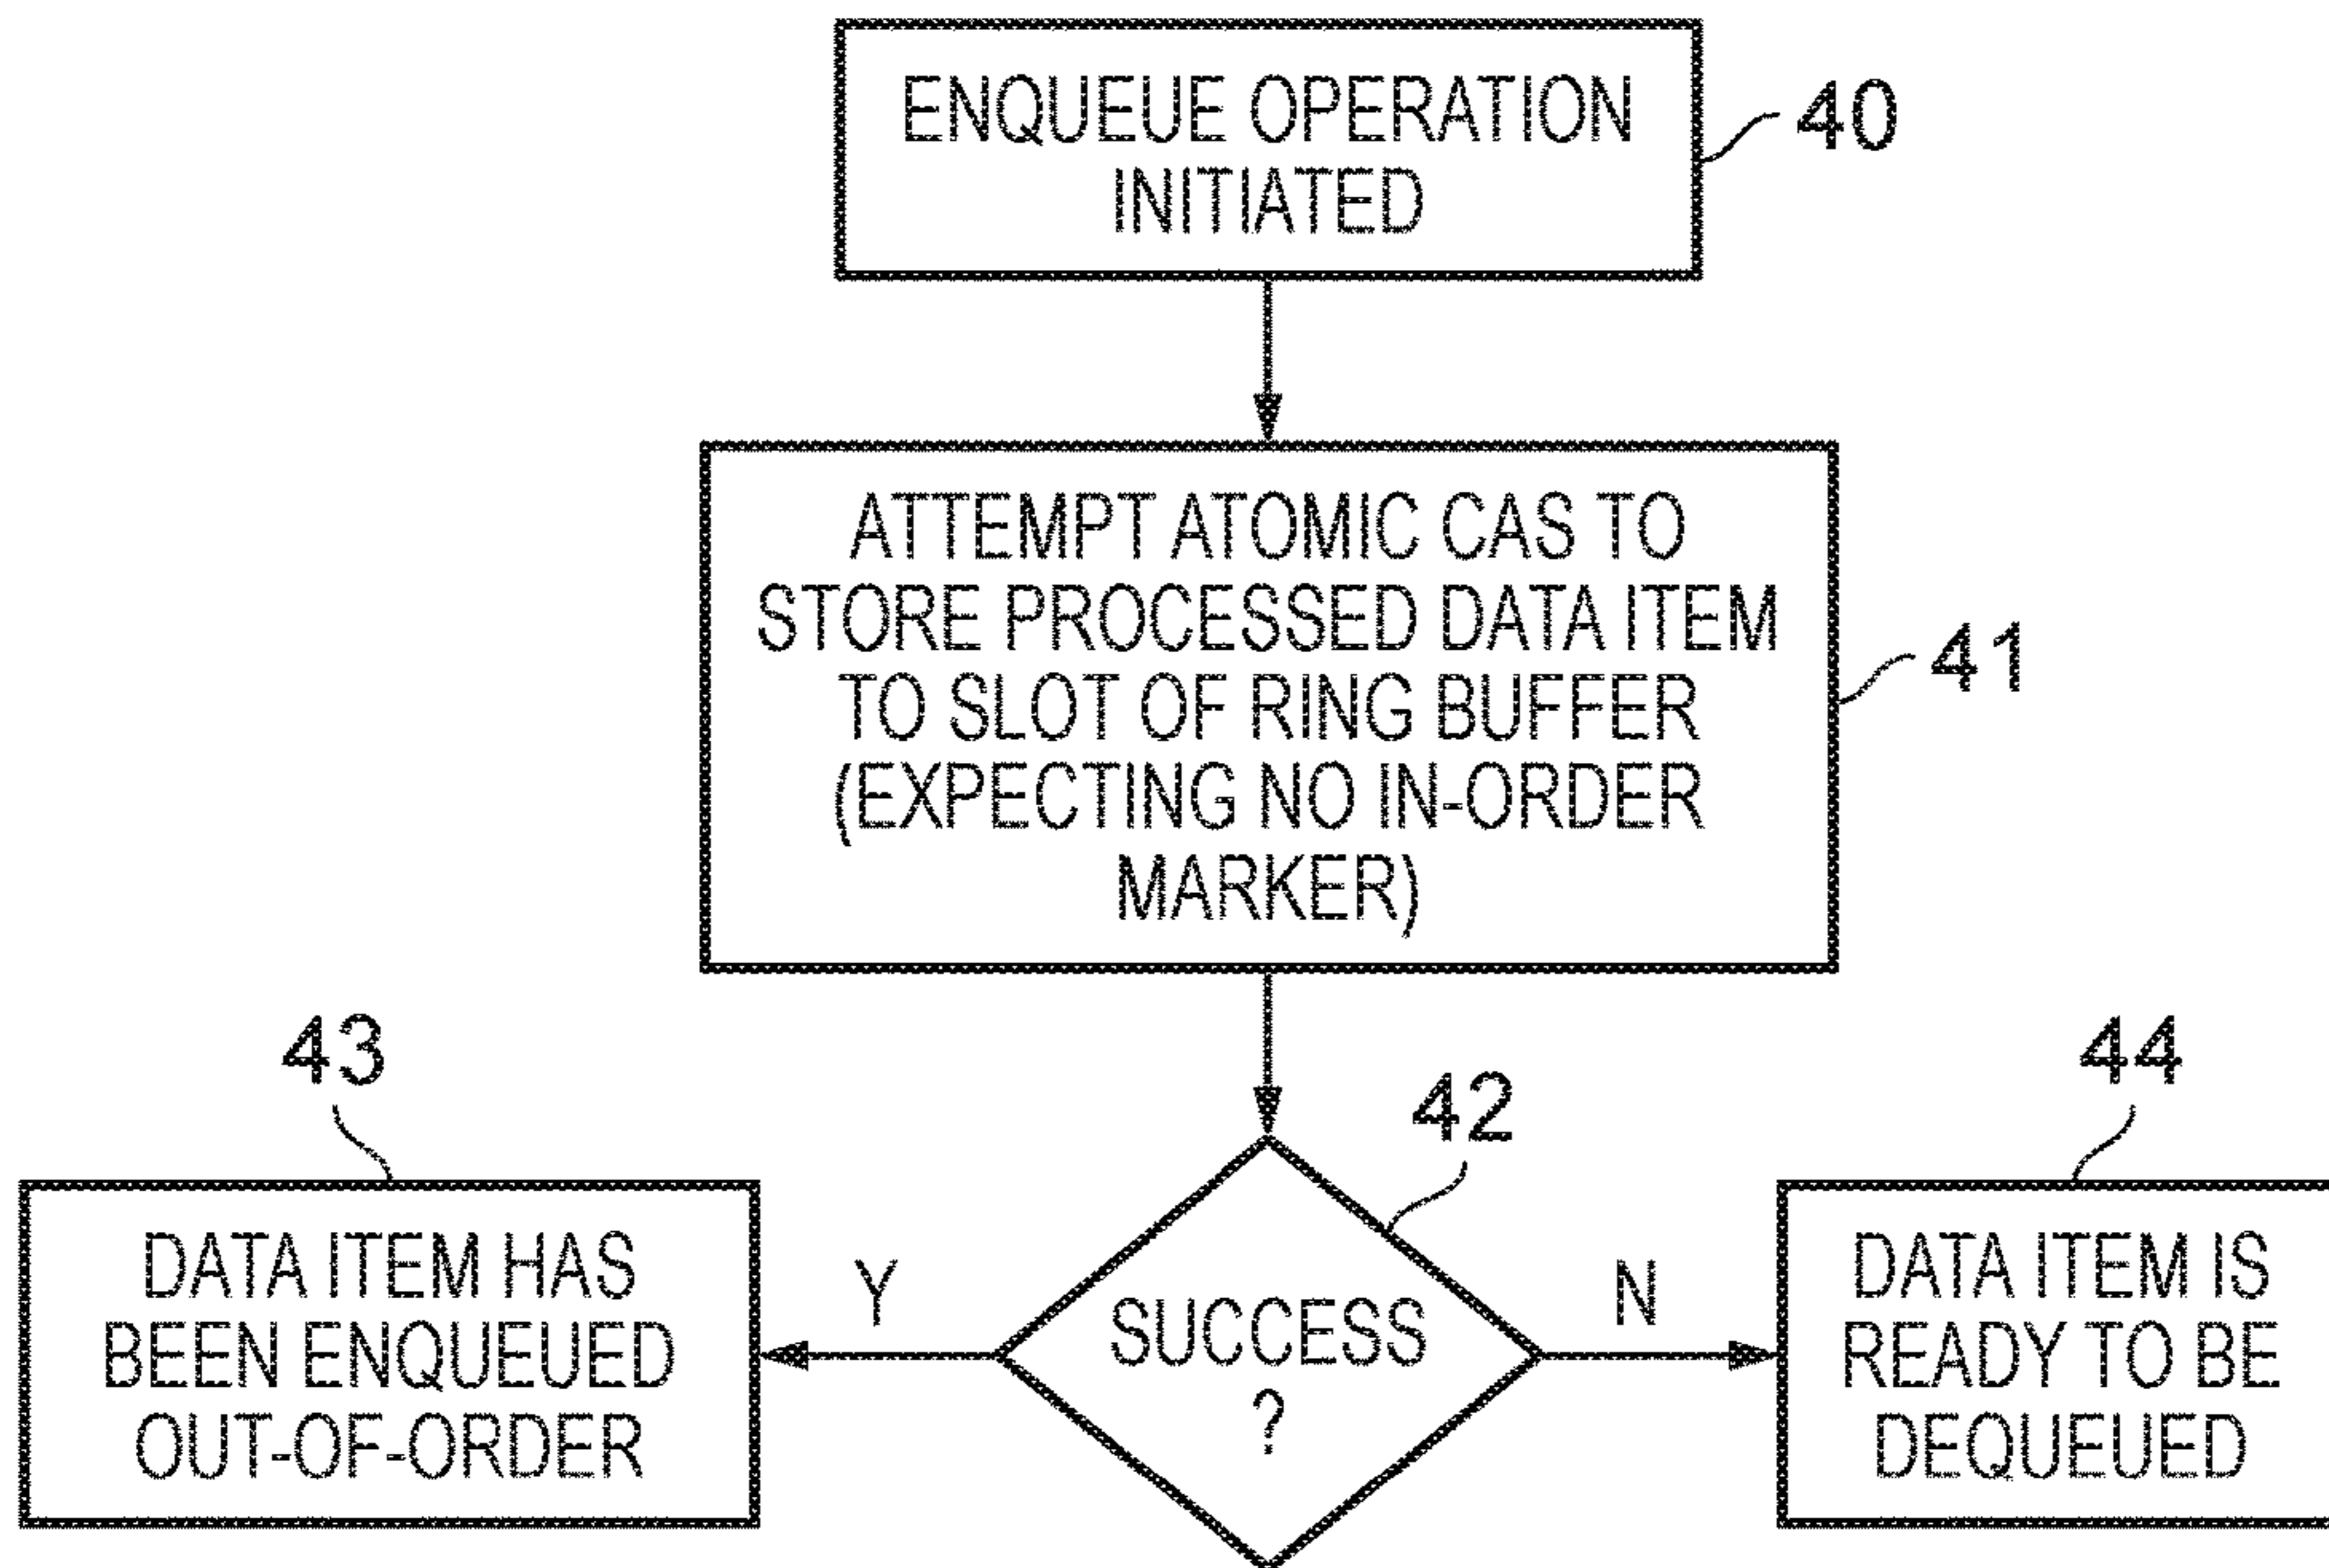 ENQUEUE OPERATION
INITIATED
40
ATTEMPT ATOMIC CAS TO
STORE PROCESSED DATA ITEM
TO SLOT OF RING BUFFER
(EXPECTING NO IN-ORDER
MARKER)
41
42
SUCCESS
?
Y
N
43
DATA ITEM HAS
BEEN ENQUEUED
OUT-OF-ORDER
44
DATA ITEM IS
READY TO BE
DEQUEUED